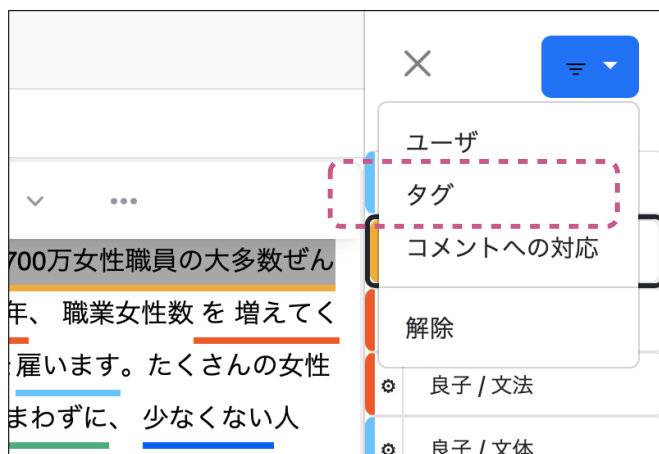 ユーザ
タグ
コメントへの対応
解除
700万女性職員の大多数ぜん
年、 職業女性数 を 増えてく
雇います。たくさんの女性
まわずに、 少なくない人
良子 / 文法
良子 / 文体